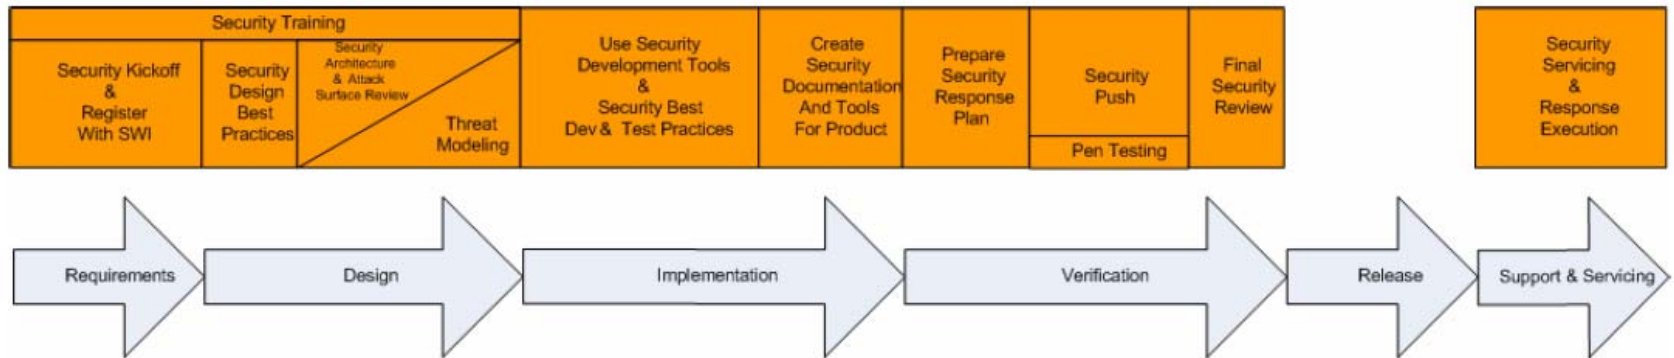 Security Training
Security Kickoff
&
Register
With SWI
Security
Design
Best
Practices
Security
Architecture
& Attack
Surface Review
Threat
Modeling
Use Security
Development Tools
&
Security Best
Dev & Test Practices
Create
Security
Documentation
And Tools
For Product
Prepare
Security
Response
Plan
Security
Push
Pen Testing
Final
Security
Review
Security
Servicing
&
Response
Execution
Requirements
Design
Implementation
Verification
Release
Support & Servicing